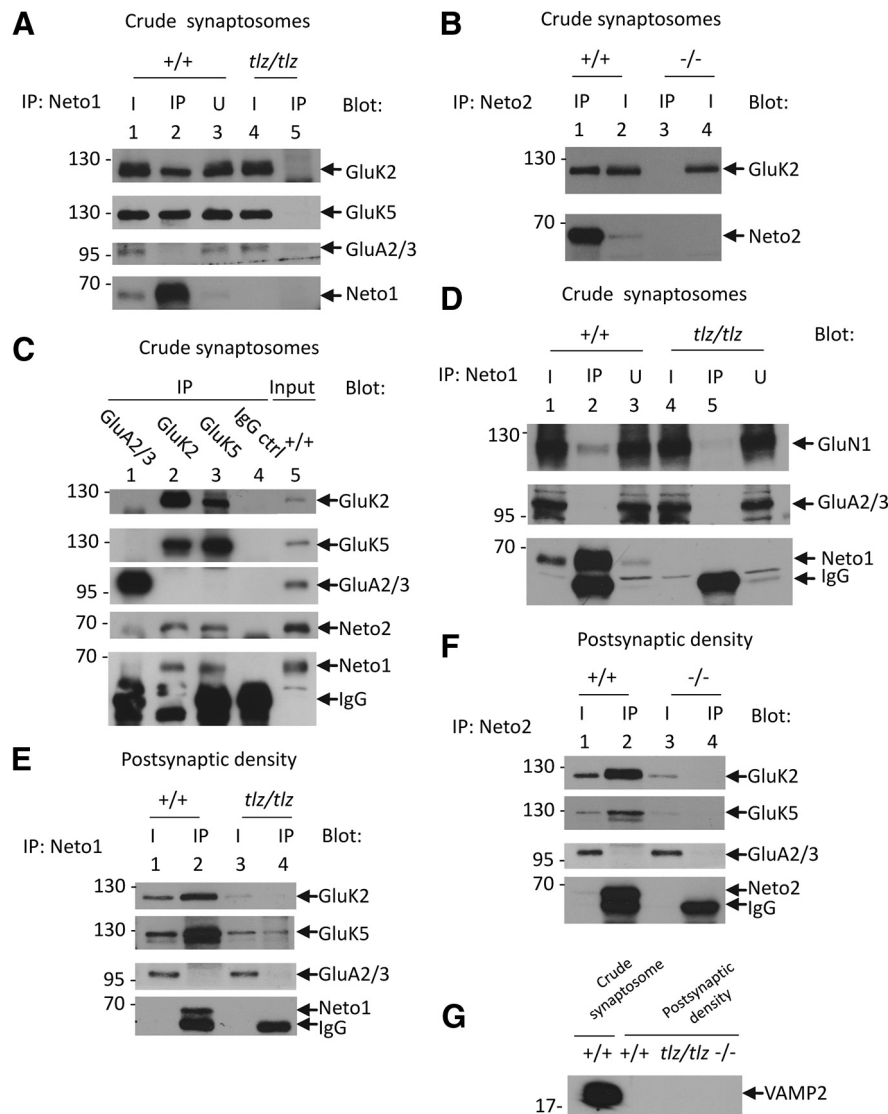 A
Crude synaptosomes
+/+ tlz/tlz
IP: Neto1 I IP U I IP Blot:
1 2 3 4 5
130 - GluK2
130 - GluK5
95 - GluA2/3
70 - Neto1
B
Crude synaptosomes
+/+ -/-
IP: Neto2 IP I IP I Blot:
1 2 3 4
130 - GluK2
70 - Neto2
C
Crude synaptosomes
IP Input Blot:
GluA2/3 GluK2 GluK5 IgG ctrl +/+
1 2 3 4 5
130 - GluK2
130 - GluK5
95 - GluA2/3
70 - Neto2
70 - Neto1
IgG
D
Crude synaptosomes
+/+ tlz/tlz Blot:
IP: Neto1 I IP U I IP U
1 2 3 4 5
130 - GluN1
95 - GluA2/3
70 - Neto1
IgG
E
Postsynaptic density
+/+ tlz/tlz
IP: Neto1 I IP I IP Blot:
1 2 3 4
130 - GluK2
130 - GluK5
95 - GluA2/3
70 - Neto1
IgG
F
Postsynaptic density
+/+ -/-
IP: Neto2 I IP I IP Blot:
1 2 3 4
130 - GluK2
130 - GluK5
95 - GluA2/3
70 - Neto2
IgG
G
Crude synaptosome
Postsynaptic density
+/+ +/+ tlz/tlz -/-
17- VAMP2